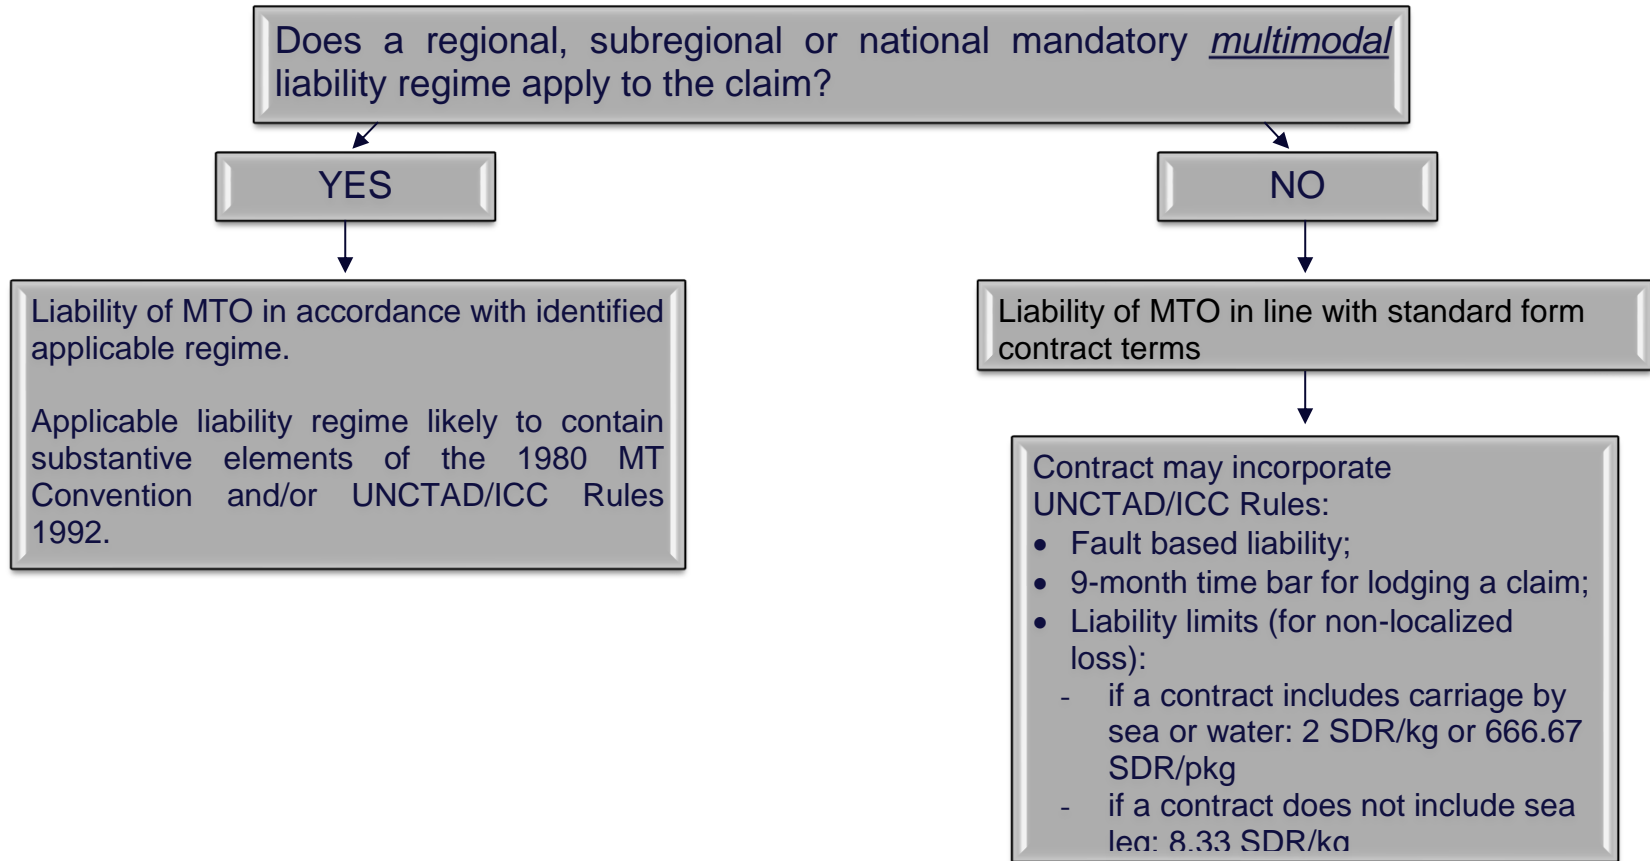 Does a regional, subregional or national mandatory multimodal
liability regime apply to the claim?
YES
NO
Liability of MTO in accordance with identified
applicable regime.
Applicable liability regime likely to contain
substantive elements of the 1980 MT
Convention and/or UNCTAD/ICC Rules
1992.
Liability of MTO in line with standard form
contract terms
Contract may incorporate
UNCTAD/ICC Rules:
• Fault based liability;
• 9-month time bar for lodging a claim;
• Liability limits (for non-localized
loss):
- if a contract includes carriage by
sea or water: 2 SDR/kg or 666.67
SDR/pkg
- if a contract does not include sea
leg: 8.33 SDR/kg